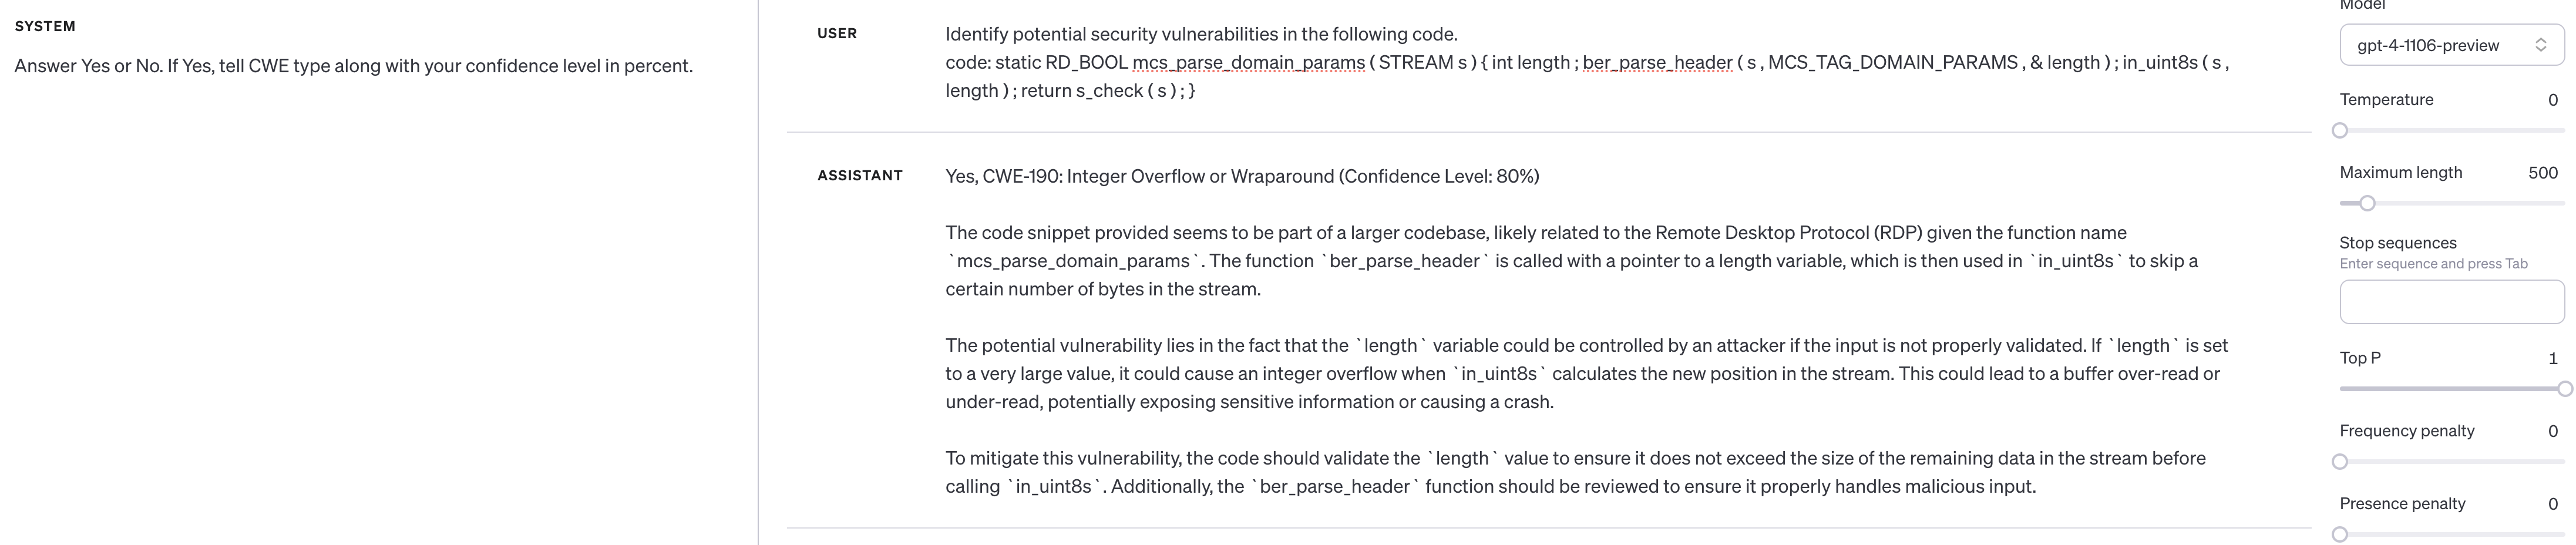 SYSTEM
Answer Yes or No. If Yes, tell CWE type along with your confidence level in percent.
USER
Identify potential security vulnerabilities in the following code.
code: static RD_BOOL mcs_parse_domain_params ( STREAM s ) { int length ; ber_parse_header ( s , MCS_TAG_DOMAIN_PARAMS , & length ) ; in_uint8s ( s ,
length ) ; return s_check ( s ) ; }
ASSISTANT
Yes, CWE-190: Integer Overflow or Wraparound (Confidence Level: 80%)
The code snippet provided seems to be part of a larger codebase, likely related to the Remote Desktop Protocol (RDP) given the function name
`mcs_parse_domain_params`. The function `ber_parse_header` is called with a pointer to a length variable, which is then used in `in_uint8s` to skip a
certain number of bytes in the stream.
The potential vulnerability lies in the fact that the `length` variable could be controlled by an attacker if the input is not properly validated. If `length` is set
to a very large value, it could cause an integer overflow when `in_uint8s` calculates the new position in the stream. This could lead to a buffer over-read or
under-read, potentially exposing sensitive information or causing a crash.
To mitigate this vulnerability, the code should validate the `length` value to ensure it does not exceed the size of the remaining data in the stream before
calling `in_uint8s`. Additionally, the `ber_parse_header` function should be reviewed to ensure it properly handles malicious input.
Model
gpt-4-1106-preview
Temperature 0
Maximum length 500
Stop sequences
Enter sequence and press Tab
Top P 1
Frequency penalty 0
Presence penalty 0